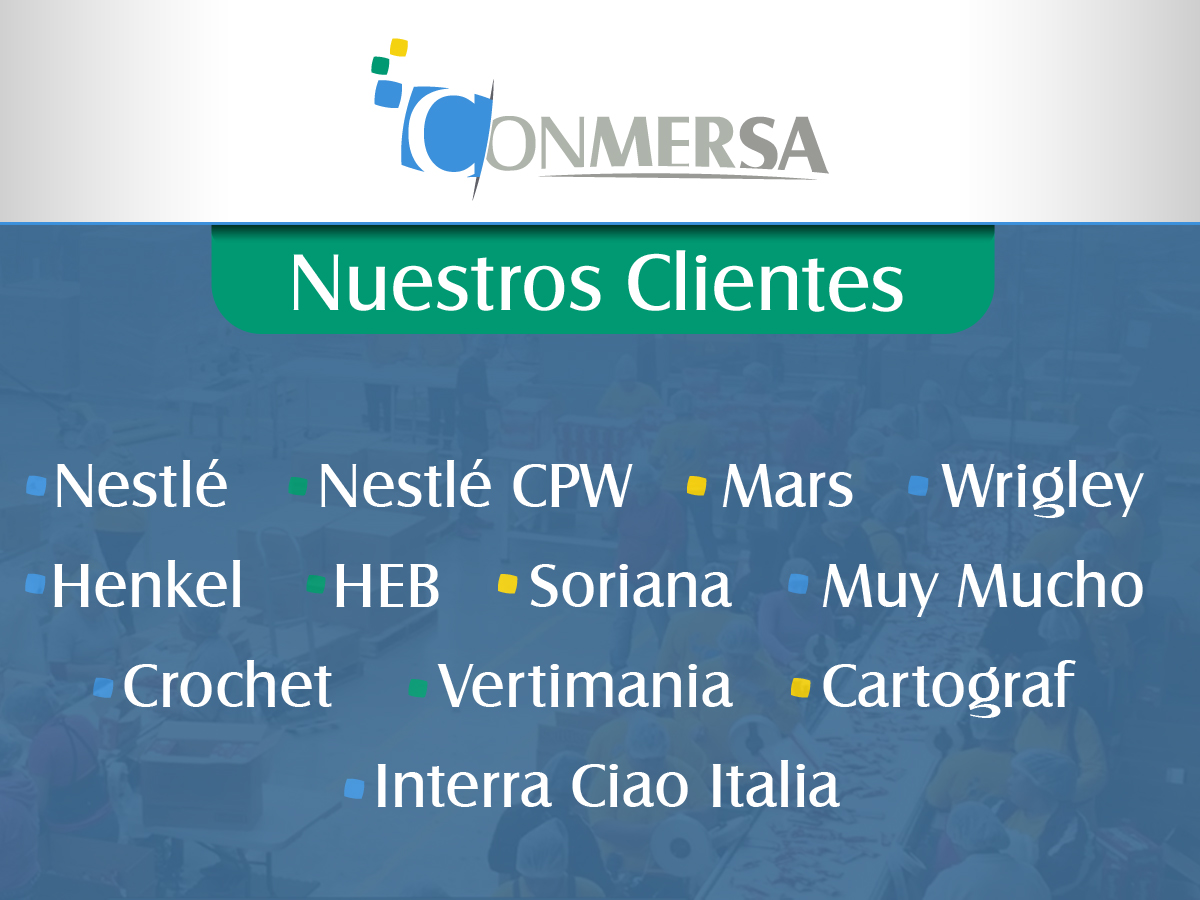 CONMERSA
Nuestros Clientes
Nestlé Nestlé CPW Mars Wrigley
Henkel HEB Soriana Muy Mucho
Crochet Vertimania Cartograf
Interra Ciao Italia